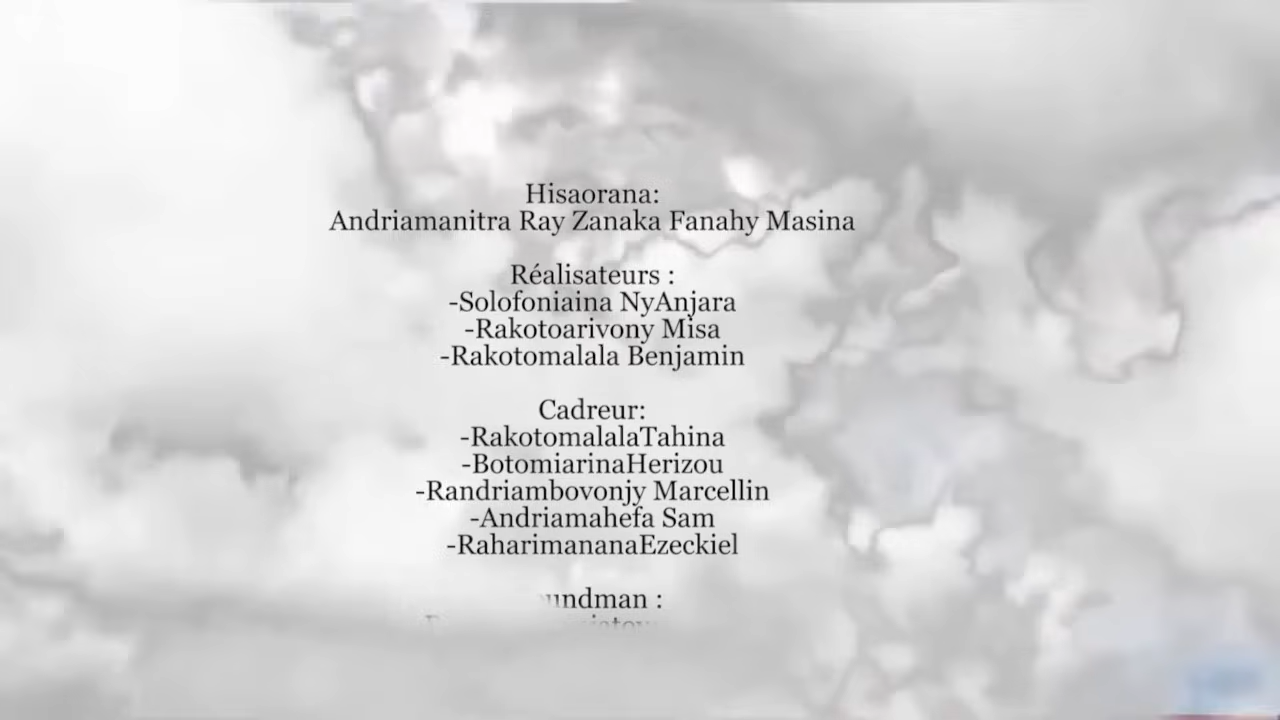 Hisaorana:
Andriamanitra Ray Zanaka Fanahy Masina
Réalisateurs :
-Solofoniaina NyAnjara
-Rakotoarivony Misa
-Rakotomalala Benjamin
Cadreur:
-RakotomalalaTahina
-BotomiarinaHerizou
-Randriambovonjy Marcellin
-Andriamahefa Sam
-RaharimananaEzeckiel